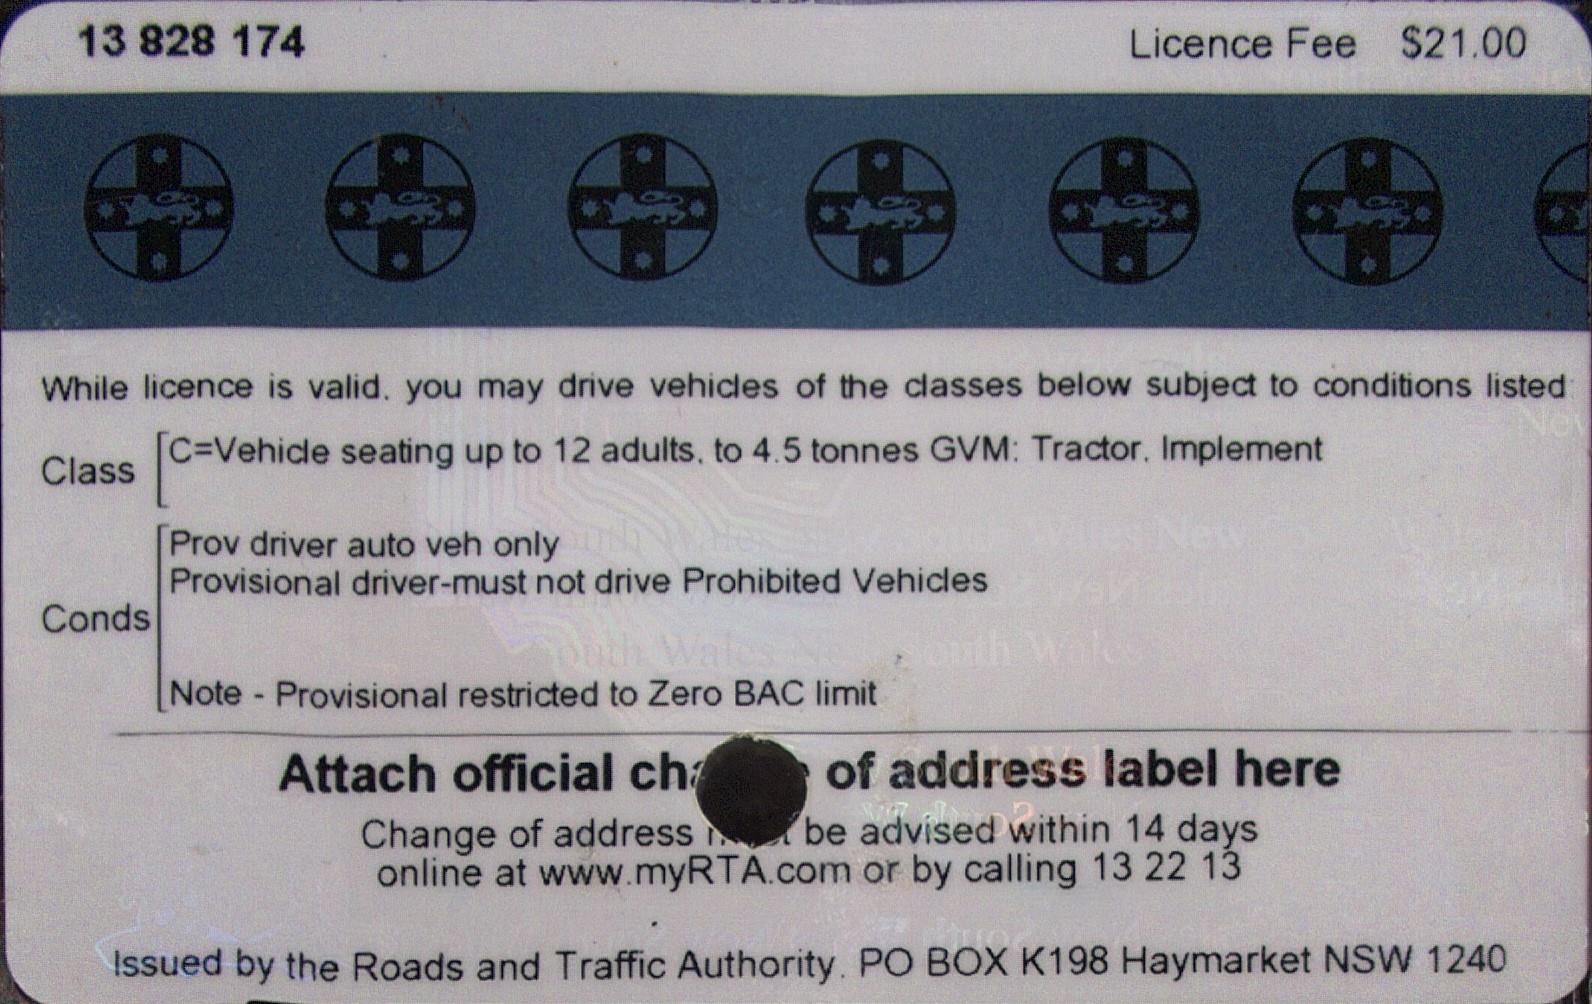 13 828 174 Licence Fee $21.00
While licence is valid, you may drive vehicles of the classes below subject to conditions listed
Class C=Vehicle seating up to 12 adults, to 4.5 tonnes GVM: Tractor, Implement
Prov driver auto veh only
Provisional driver-must not drive Prohibited Vehicles
Conds
Note - Provisional restricted to Zero BAC limit
Attach official of address label here
Change of address be advised within 14 days
online at www.myRTA.com or by calling 13 22 13
Issued by the Roads and Traffic Authority. PO BOX K198 Haymarket NSW 1240